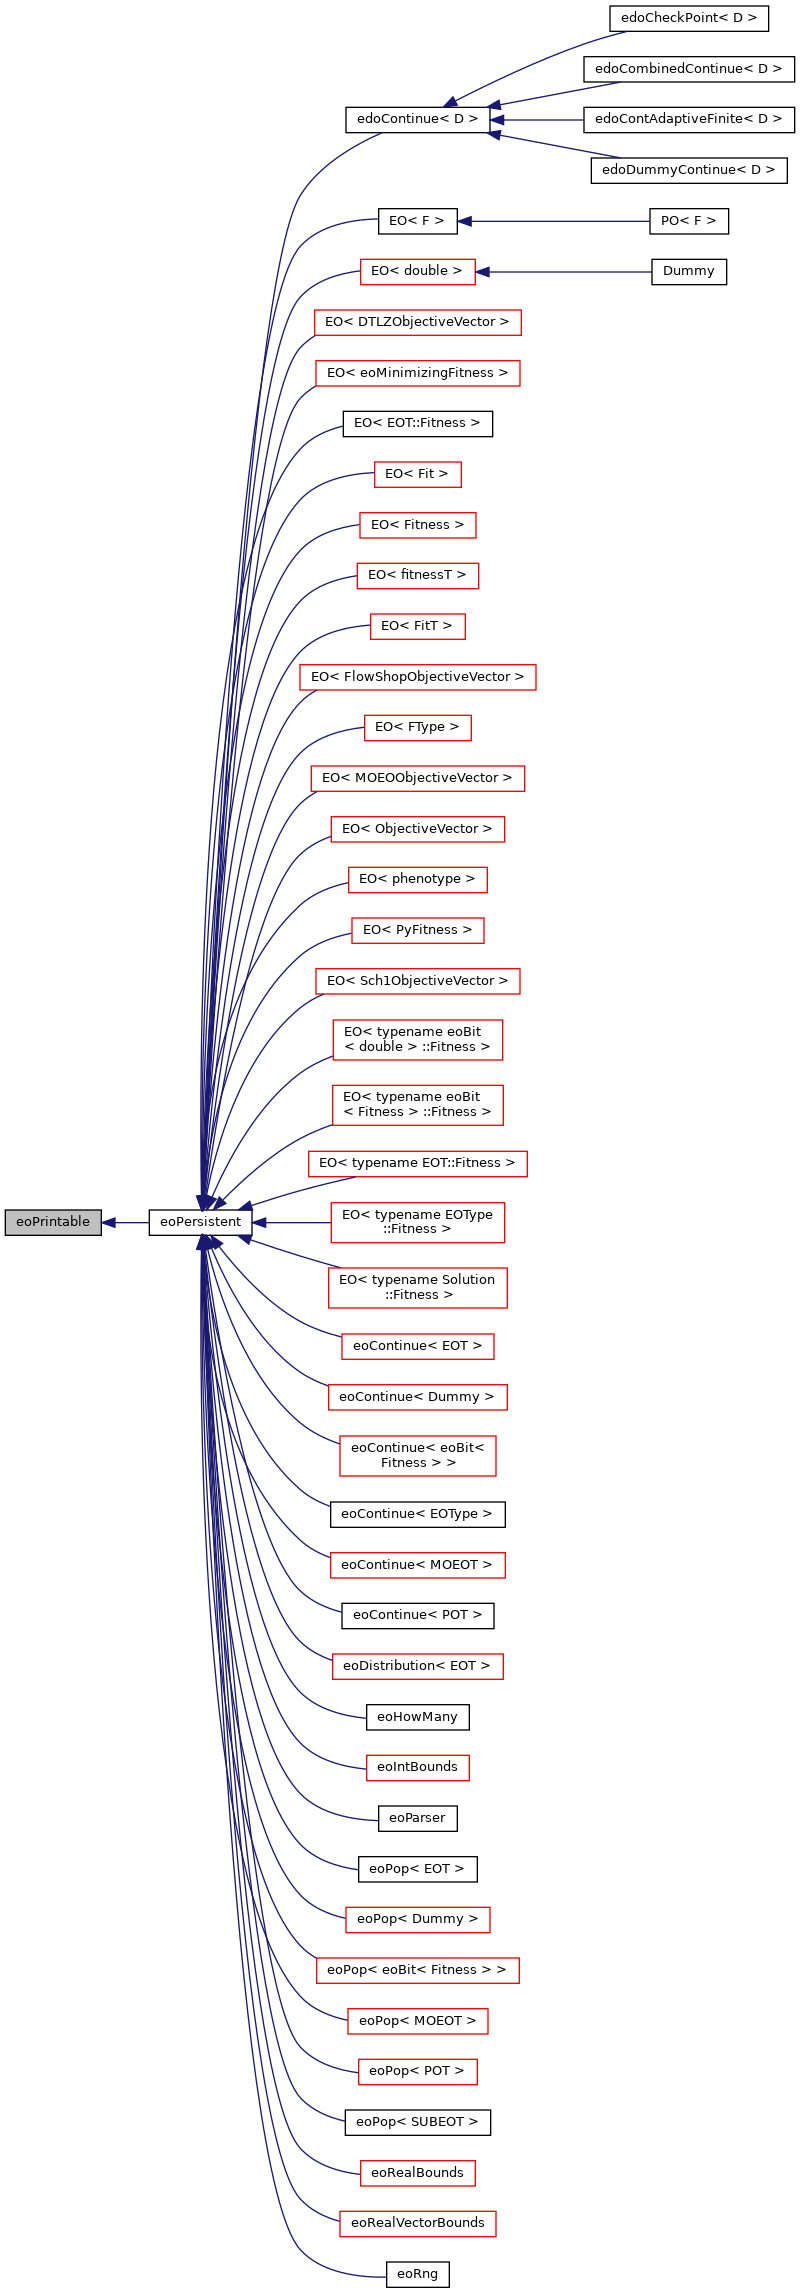 edoCheckPoint< D >
edoCombinedContinue< D >
edoContinue< D >
edoContAdaptiveFinite< D >
edoDummyContinue< D >
EO< F >
PO< F >
EO< double >
Dummy
EO< DTLZObjectiveVector >
EO< eoMinimizingFitness >
EO< EOT::Fitness >
EO< Fit >
EO< Fitness >
EO< fitnessT >
EO< FitT >
EO< FlowShopObjectiveVector >
EO< FType >
EO< MOEOObjectiveVector >
EO< ObjectiveVector >
EO< phenotype >
EO< PyFitness >
EO< Sch1ObjectiveVector >
EO< typename eoBit
< double > ::Fitness >
EO< typename eoBit
< Fitness > ::Fitness >
EO< typename EOT::Fitness >
eoPrintable
eoPersistent
EO< typename EOType
::Fitness >
EO< typename Solution
::Fitness >
eoContinue< EOT >
eoContinue< Dummy >
eoContinue< eoBit<
Fitness > >
eoContinue< EOType >
eoContinue< MOEOT >
eoContinue< POT >
eoDistribution< EOT >
eoHowMany
eoIntBounds
eoParser
eoPop< EOT >
eoPop< Dummy >
eoPop< eoBit< Fitness > >
eoPop< MOEOT >
eoPop< POT >
eoPop< SUBEOT >
eoRealBounds
eoRealVectorBounds
eoRng